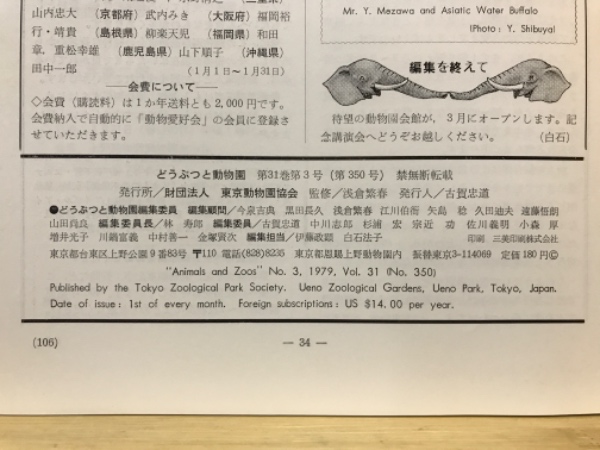 山内忠大 (京都府) 武内みき (大阪府) 福岡裕
行・靖貴 (島根県) 柳楽天児 (福岡県) 和田
章, 重松幸雄 (鹿児島県) 山下順子 (沖縄県)
田中一郎 (1月1日〜1月31日)
―会費について―
◇会費 (購読料) は1か年送料とも2,000円です。
会費納入で自動的に「動物愛好会」の会員に登録さ
せていただきます。
Mr. Y. Mezawa and Asiatic Water Buffalo
(Photo: Y. Shibuya)
編集を終えて
待望の動物園会館が, 3月にオープンします。記
念講演会へどうぞお越しください。 (白石)
どうぶつと動物園 第31巻第3号 (第350号) 禁無断転載
発行所/財団法人 東京動物園協会 監修/浅倉繁春 発行人/古賀忠道
●どうぶつと動物園編集委員 編集顧問/今泉吉典 黒田長久 浅倉繁春 江川伯衛 矢島 稔 久田迪夫 遠藤悟朗
山田尚良 編集委員長/林 寿郎 編集委員/古賀忠道 中川志郎 杉浦 宏 宗近 功 佐川義明 小森 厚
増井光子 川鍋富義 中村善一 金塚賢次 編集担当/伊藤政顕 白石法子 印刷 三美印刷株式会社
東京都台東区上野公園9番83号 〒110 電話(828)8235 東京都恩賜上野動物園内 振替東京3-114069 定価180円©
"Animals and Zoos" No. 3, 1979, Vol. 31 (No. 350)
Published by the Tokyo Zoological Park Society. Ueno Zoological Gardens, Ueno Park, Tokyo, Japan.
Date of issue: 1st of every month. Foreign subscriptions: US $14.00 per year.
(106)
― 34 ―